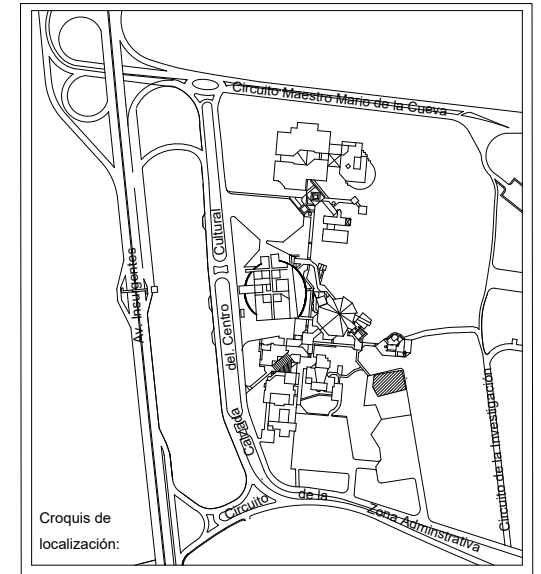 Circuito Maestro Mario de la Cueva
Av. Insurgentes
Calzada del. Centro Cultural
Circuito de la Investigación
Circuito de la Zona Adminstrativa
Croquis de
localización: